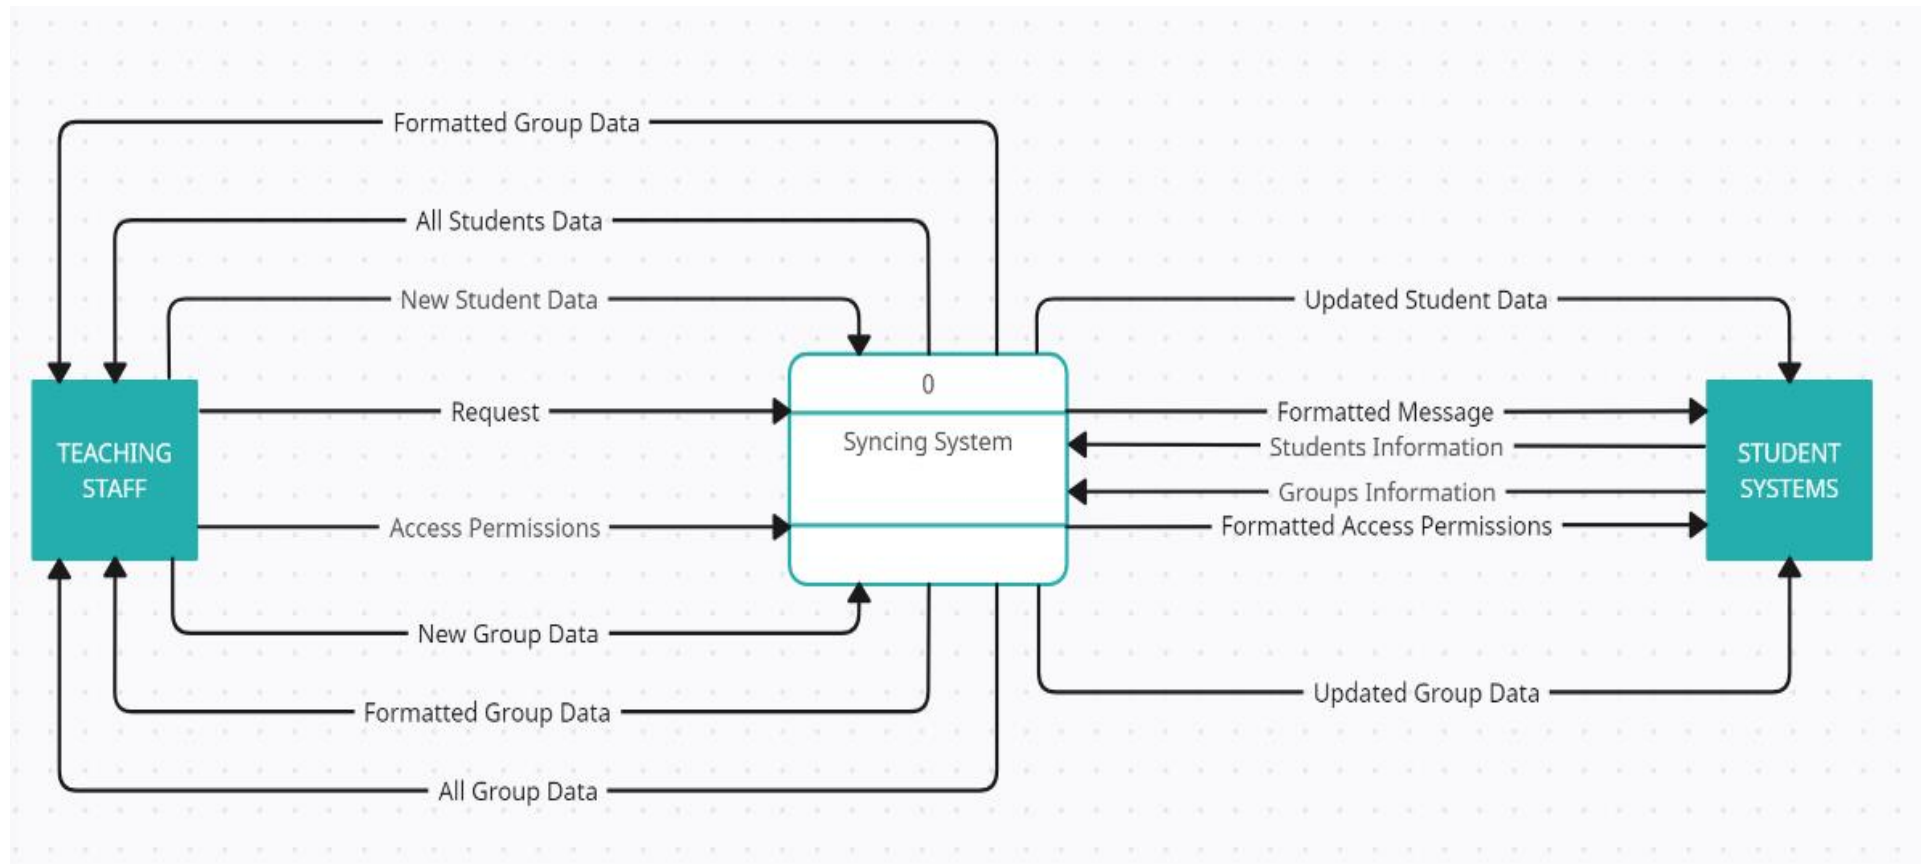 Formatted Group Data
All Students Data
New Student Data
Updated Student Data
0
Request
Formatted Message
Syncing System
Students Information
TEACHING
STAFF
STUDENT
SYSTEMS
Groups Information
Access Permissions
Formatted Access Permissions
New Group Data
Updated Group Data
Formatted Group Data
All Group Data